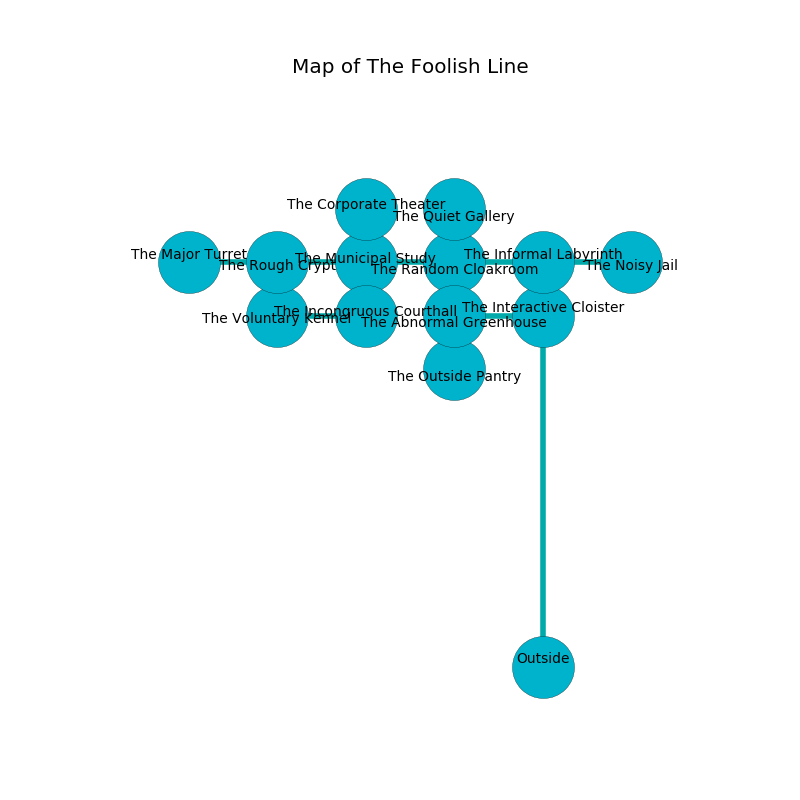 Map of The Foolish Line
The Corporate Theater
The Quiet Gallery
The Major Turret
The Rough Crypt
The Municipal Study
The Random Cloakroom
The Informal Labyrinth
The Noisy Jail
The Voluntary Kennel
The Incongruous Courthall
The Abnormal Greenhouse
The Interactive Cloister
The Outside Pantry
Outside